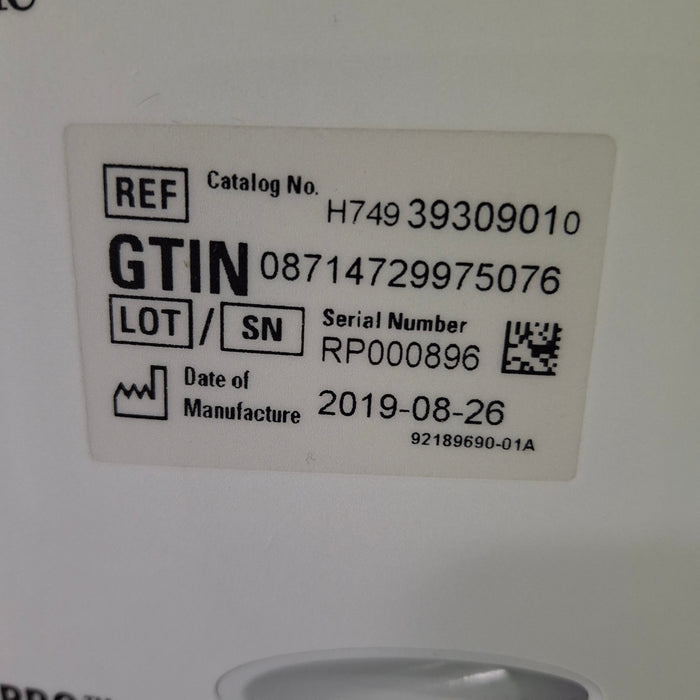 REF Catalog No. H749 39309010
GTIN 08714729975076
LOT / SN Serial Number
RP000896
Date of
Manufacture 2019-08-26
92189690-01A